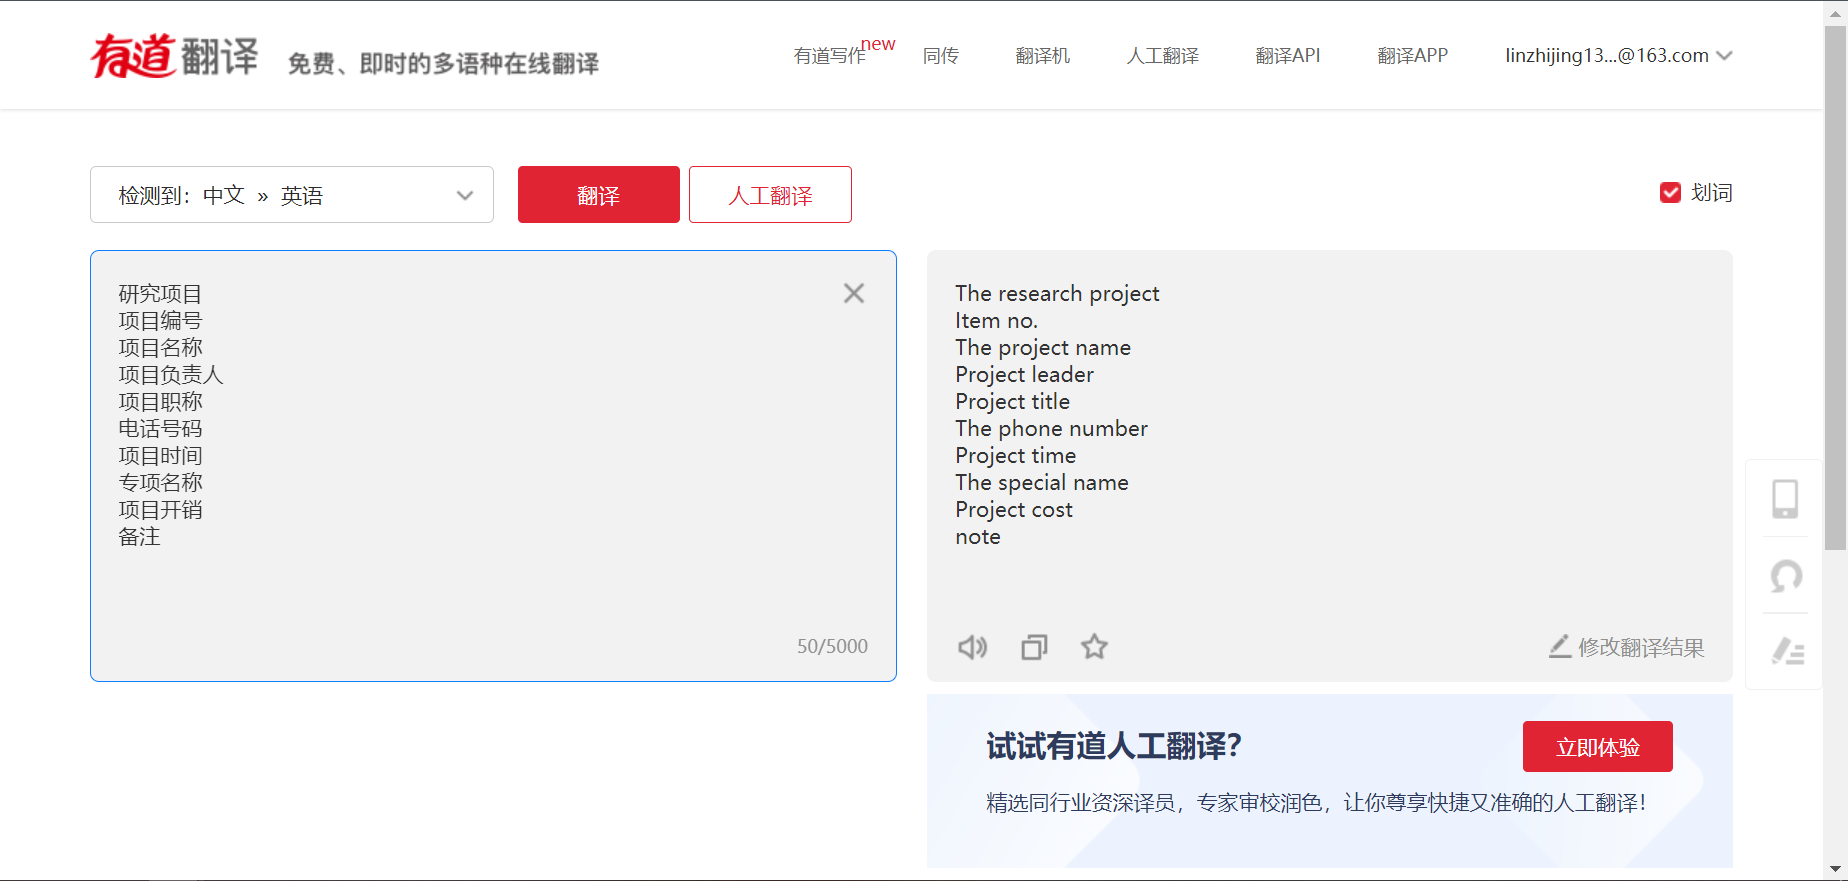 有道翻译 免费、即时的多语种在线翻译 有道写作 new 同传 翻译机 人工翻译 翻译API 翻译APP linzhijing13...@163.com
检测到：中文 » 英语 翻译 人工翻译 划词
研究项目
项目编号
项目名称
项目负责人
项目职称
电话号码
项目时间
专项名称
项目开销
备注
50/5000
The research project
Item no.
The project name
Project leader
Project title
The phone number
Project time
The special name
Project cost
note
修改翻译结果
试试有道人工翻译？
立即体验
精选同行业资深译员，专家审校润色，让你尊享快捷又准确的人工翻译！